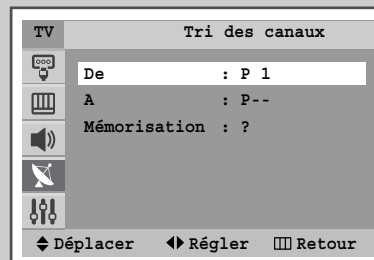 TV Tri des canaux
De : P 1
A : P--
Mémorisation : ?
Déplacer Régler Retour